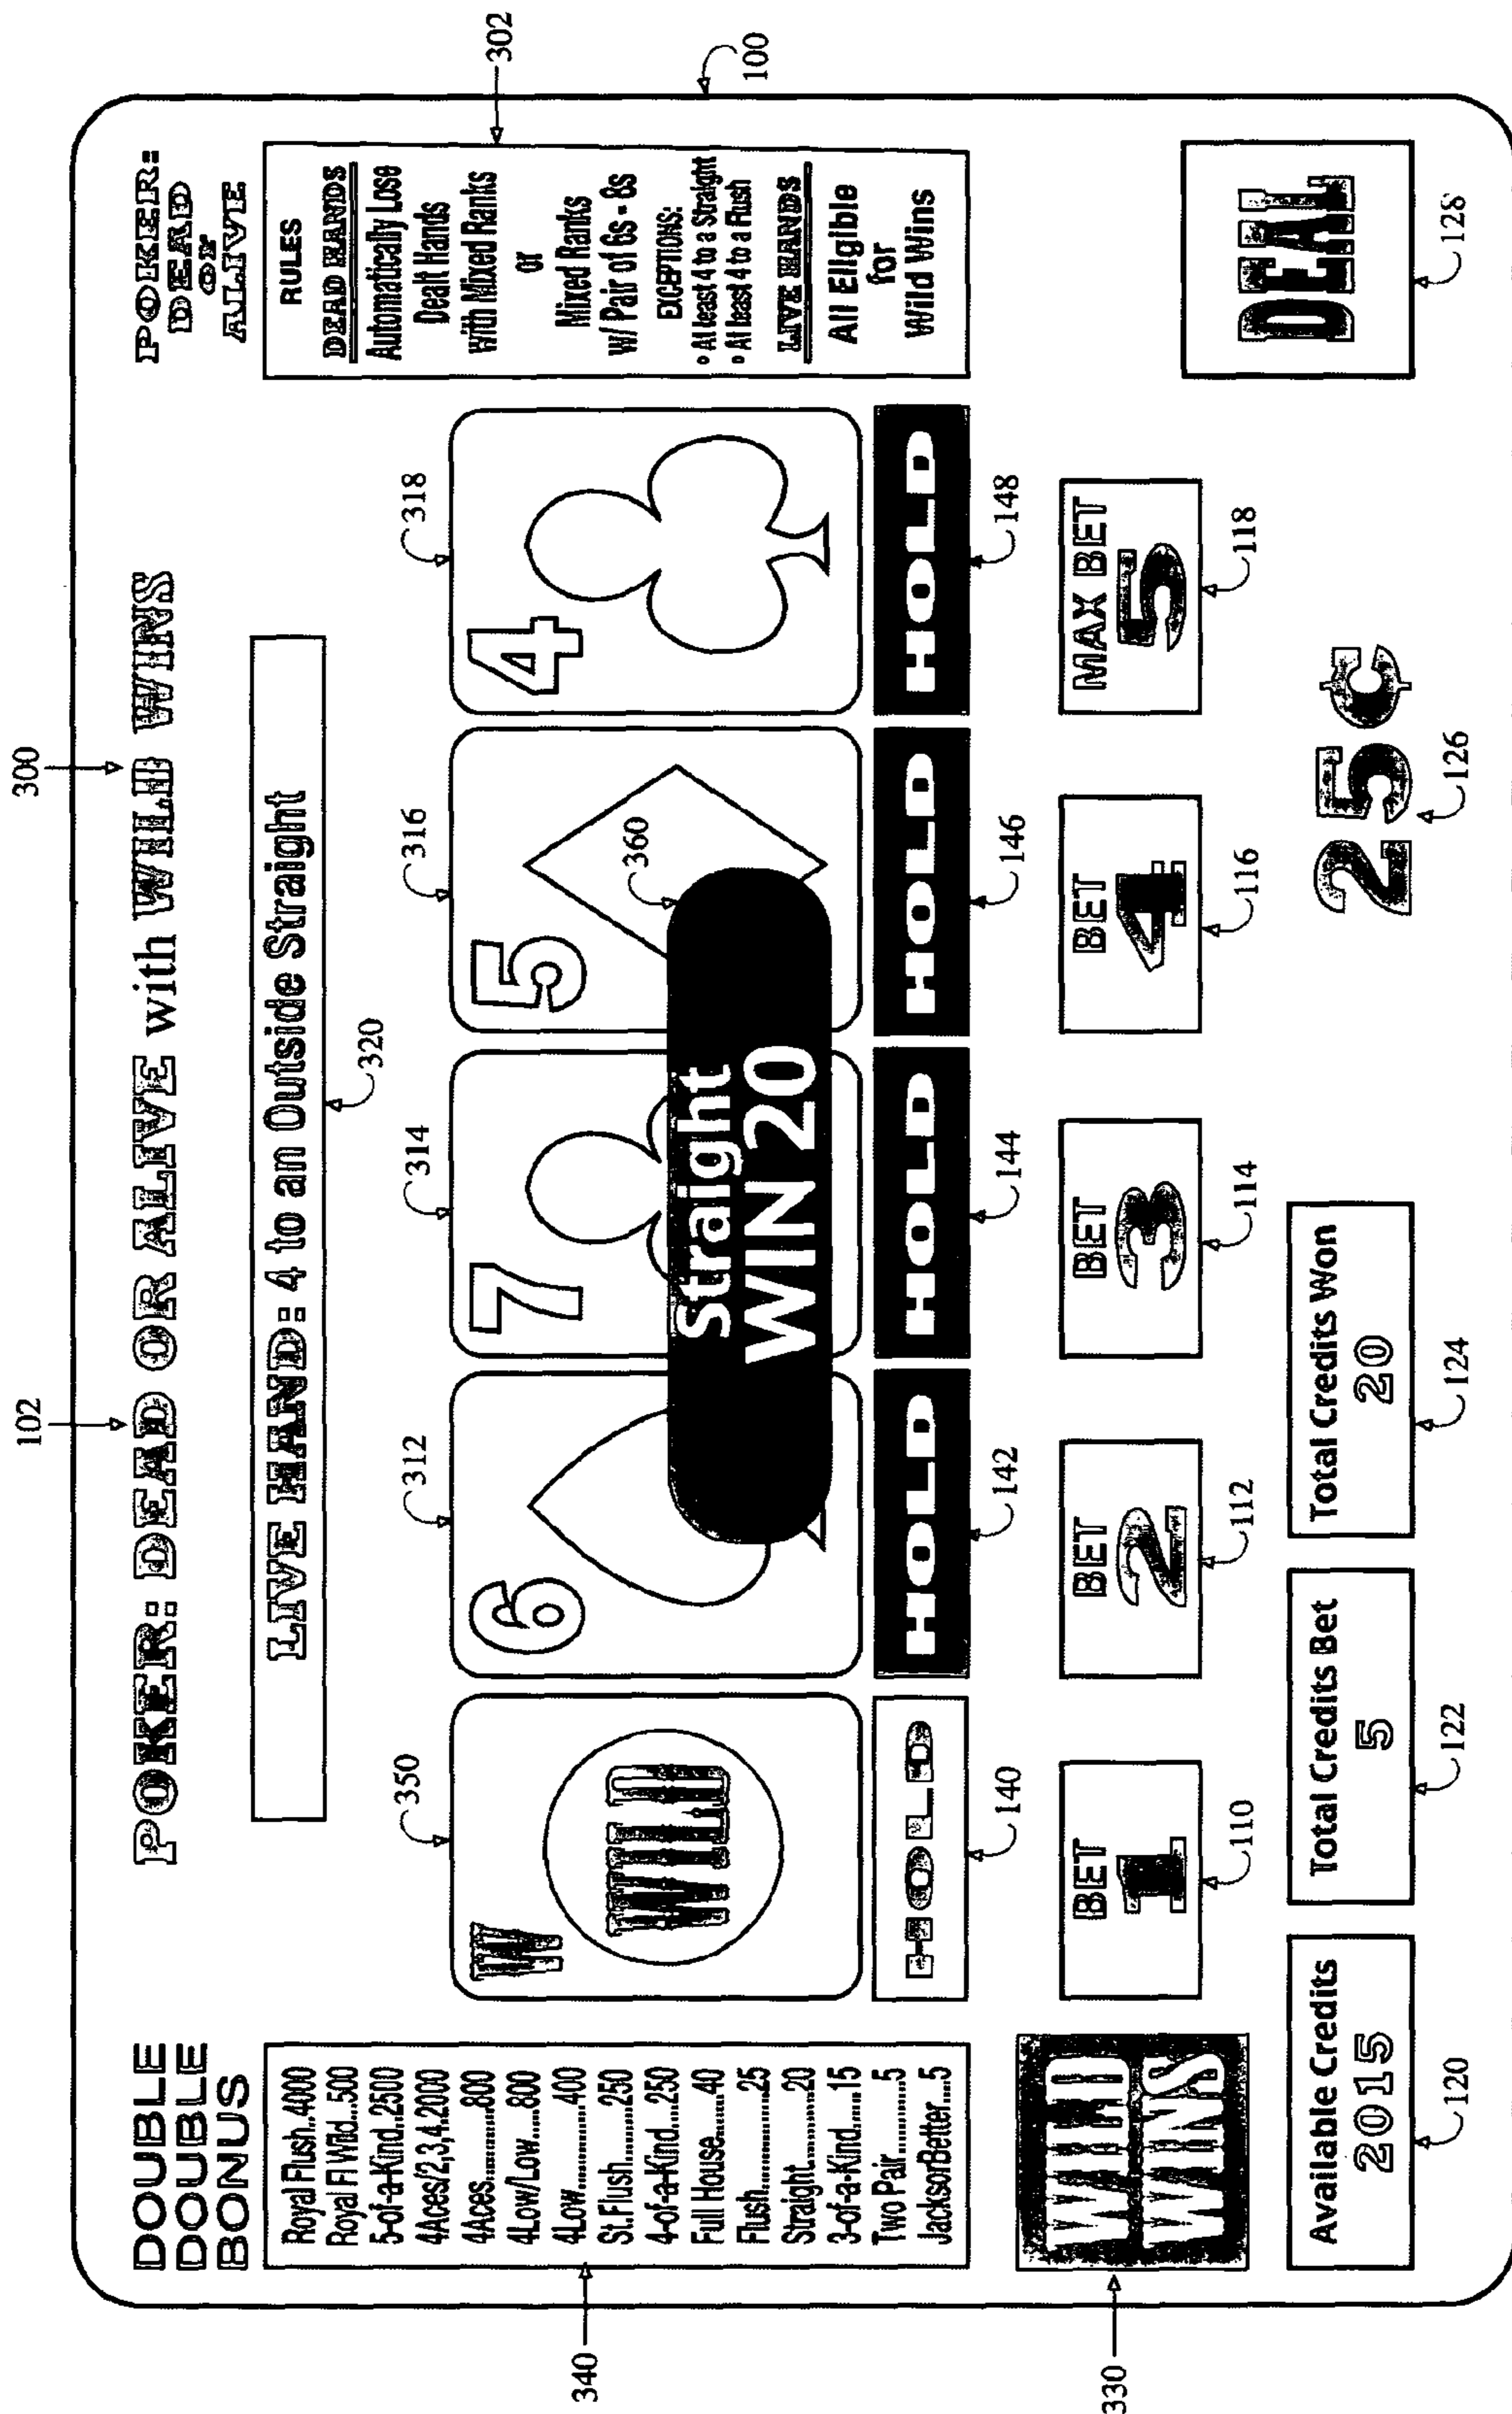 102
300
POKER: DEAD OR ALIVE with WILD WINS
DOUBLE
DOUBLE
BONUS
Royal Flush..4000
Royal Fl Wild...500
5-of-a-Kind..2500
4Aces/2,3,4.2000
4Aces............800
4Low/Low.....800
4Low........... 400
St.Flush.......250
4-of-a-Kind...250
Full House.....40
Flush............25
Straight.........20
3-of-a-Kind.....15
Two Pair ........5
JacksorBetter...5
340
LIVE HAND: 4 to an Outside Straight
320
POKER:
DEAD
or
ALIVE
RULES
DEAD HANDS
Automatically Lose
Dealt Hands
with Mixed Ranks
or
Mixed Ranks
w/ Pair of 6s - 8s
EXCEPTIONS:
• At least 4 to a Straight
• At least 4 to a Flush
LIVE HANDS
All Eligible
for
Wild Wins
302
100
350
312
314
316
318
W
WILD
6
7
5
4
360
straight
WIN 20
HOLD
HOLD
HOLD
HOLD
HOLD
140
142
144
146
148
330
WILD
WINS
BET
1
110
BET
2
112
BET
3
114
BET
4
116
MAX BET
5
118
Available Credits
2015
120
Total Credits Bet
5
122
Total Credits Won
20
124
25¢
126
DEAL
128